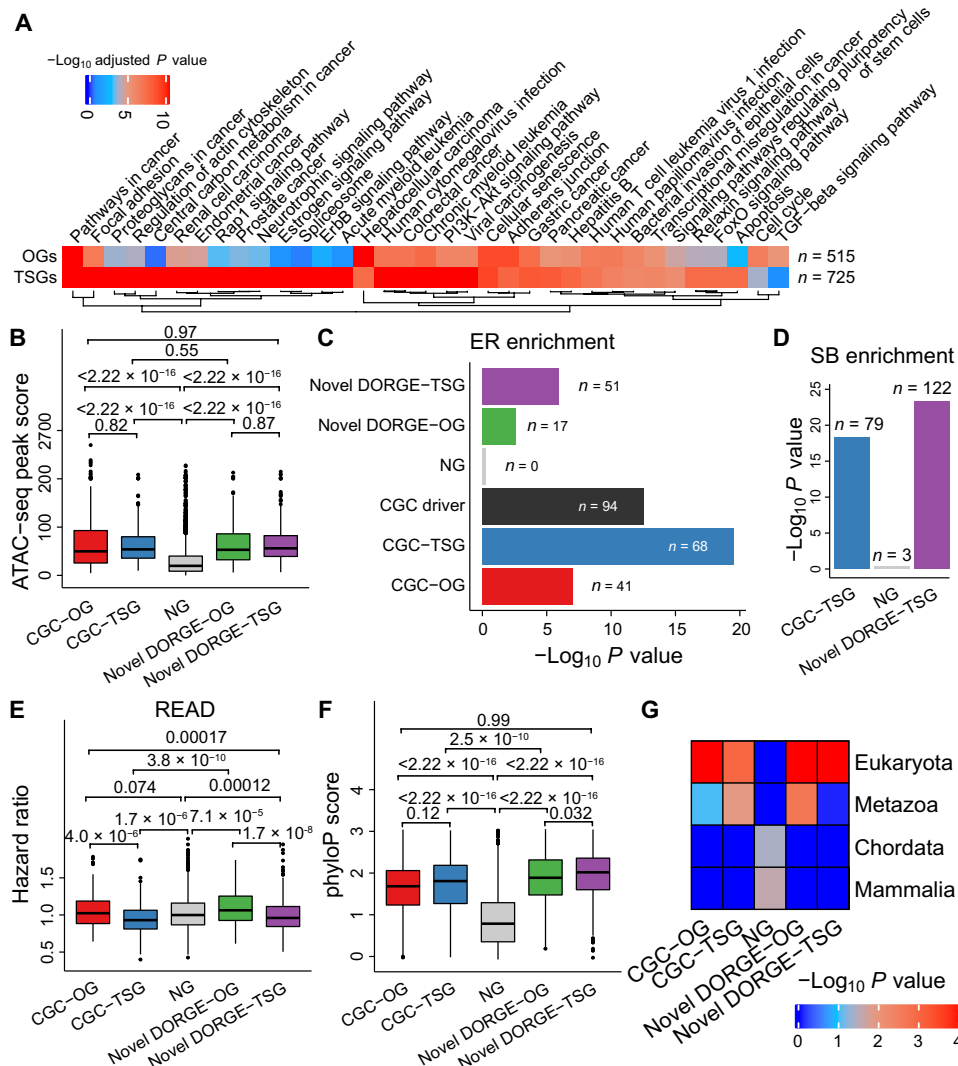 A
−Log10 adjusted P value
0 5 10
Pathways in cancer
Focal adhesion
Proteoglycans in cancer
Regulation of actin cytoskeleton
Central carbon metabolism in cancer
Renal cell carcinoma
Endometrial cancer
Rap1 signaling pathway
Prostate cancer
Neurotrophin signaling pathway
Estrogen signaling pathway
Spliceosome
ErbB signaling pathway
Acute myeloid leukemia
Hepatocellular carcinoma
Human cytomegalovirus infection
Colorectal cancer
Chronic myeloid leukemia
PI3K−Akt signaling pathway
Viral carcinogenesis
Cellular senescence
Adherens junction
Gastric cancer
Pancreatic cancer
Hepatitis B
Human T cell leukemia virus 1 infection
Human papillomavirus infection
Bacterial invasion of epithelial cells
Transcriptional misregulation in cancer
Signaling pathways regulating pluripotency
of stem cells
Relaxin signaling pathway
FoxO signaling pathway
Apoptosis
Cell cycle
TGF−beta signaling pathway
OGs
n = 515
TSGs
n = 725
B
ATAC−seq peak score
0 100 200 2700
0.97
0.55
<2.22 × 10−16
<2.22 × 10−16
<2.22 × 10−16
<2.22 × 10−16
0.82
0.87
CGC−OG
CGC−TSG
NG
Novel DORGE−OG
Novel DORGE−TSG
C
ER enrichment
Novel DORGE−TSG
n = 51
Novel DORGE−OG
n = 17
NG
n = 0
CGC driver
n = 94
CGC−TSG
n = 68
CGC−OG
n = 41
0 5 10 15 20
−Log10 P value
D
SB enrichment
−Log10 P value
0 5 10 15 20 25
n = 79
n = 3
n = 122
CGC−TSG
NG
Novel DORGE−TSG
E
READ
Hazard ratio
0.5 1.0 1.5
0.00017
3.8 × 10−10
0.074
0.00012
1.7 × 10−6
7.1 × 10−5
4.0 × 10−6
1.7 × 10−8
CGC−OG
CGC−TSG
NG
Novel DORGE−OG
Novel DORGE−TSG
F
phyloP score
0 1 2 3 4
0.99
2.5 × 10−10
<2.22 × 10−16
<2.22 × 10−16
<2.22 × 10−16
<2.22 × 10−16
0.12
0.032
CGC−OG
CGC−TSG
NG
Novel DORGE−OG
Novel DORGE−TSG
G
Eukaryota
Metazoa
Chordata
Mammalia
CGC−OG
CGC−TSG
NG
Novel DORGE−OG
Novel DORGE−TSG
−Log10 P value
0 1 2 3 4